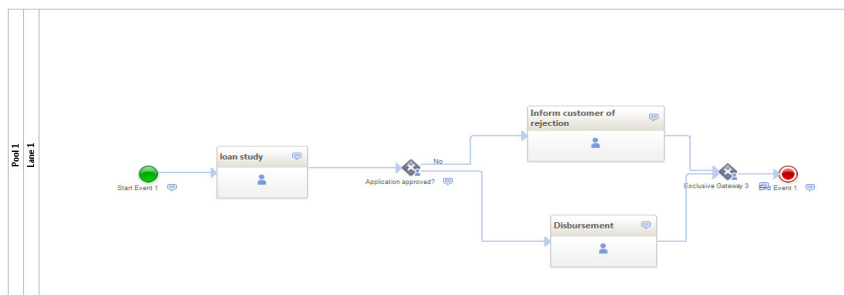 Pool 1
Lane 1
Start Event 1
loan study
Application approved?
No
Inform customer of
rejection
Disbursement
Exclusive Gateway 3
End Event 1